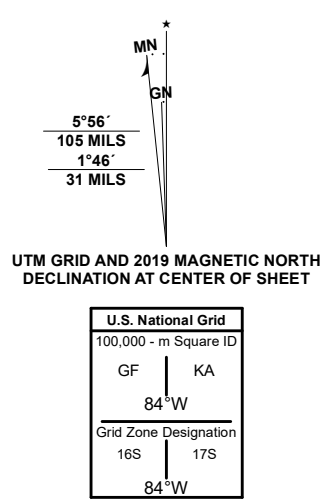 MN
GN
5°56´
105 MILS
1°46´
31 MILS
UTM GRID AND 2019 MAGNETIC NORTH
DECLINATION AT CENTER OF SHEET
U.S. National Grid
100,000 - m Square ID
GF KA
84°W
Grid Zone Designation
16S 17S
84°W